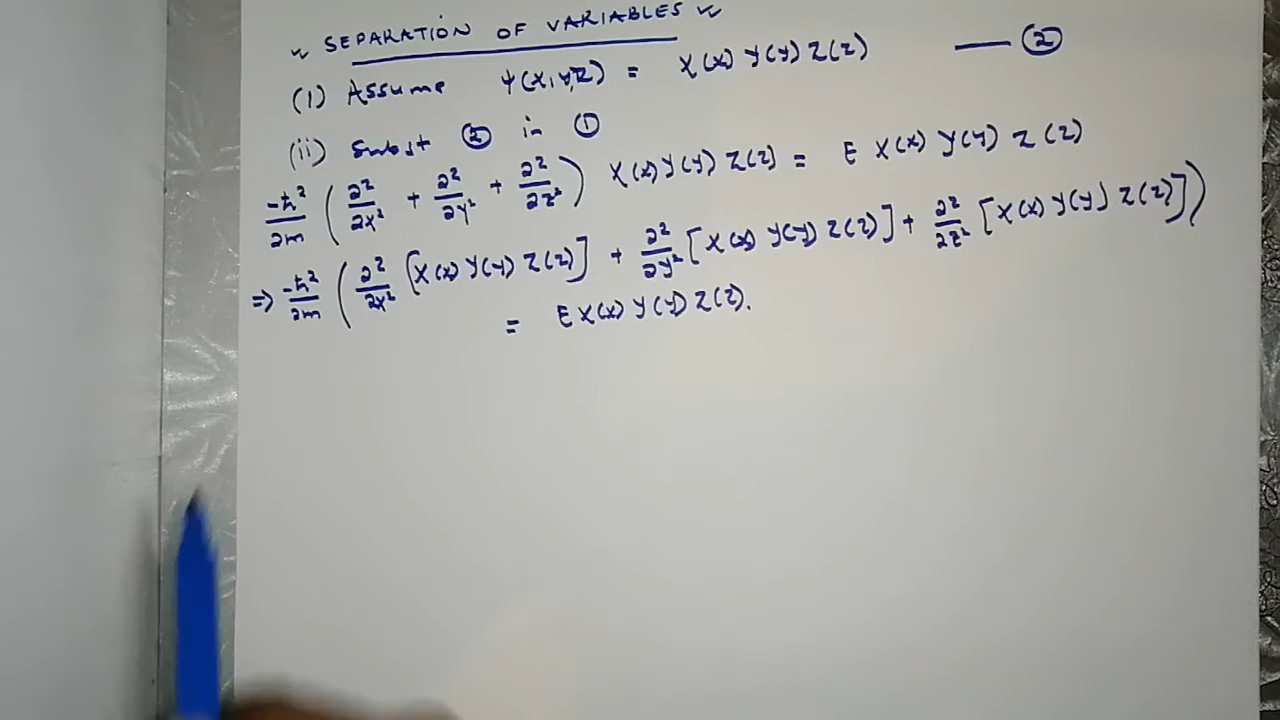 ~ SEPARATION OF VARIABLES ~
(i) Assume ψ(x,y,z) = X(x) Y(y) Z(z) —— ②
(ii) Subst ② in ①
-ħ²/2m ( ∂²/∂x² + ∂²/∂y² + ∂²/∂z² ) X(x) Y(y) Z(z) = E X(x) Y(y) Z(z)
⇒ -ħ²/2m ( ∂²/∂x² [X(x) Y(y) Z(z)] + ∂²/∂y² [X(x) Y(y) Z(z)] + ∂²/∂z² [X(x) Y(y) Z(z)] )
= E X(x) Y(y) Z(z).